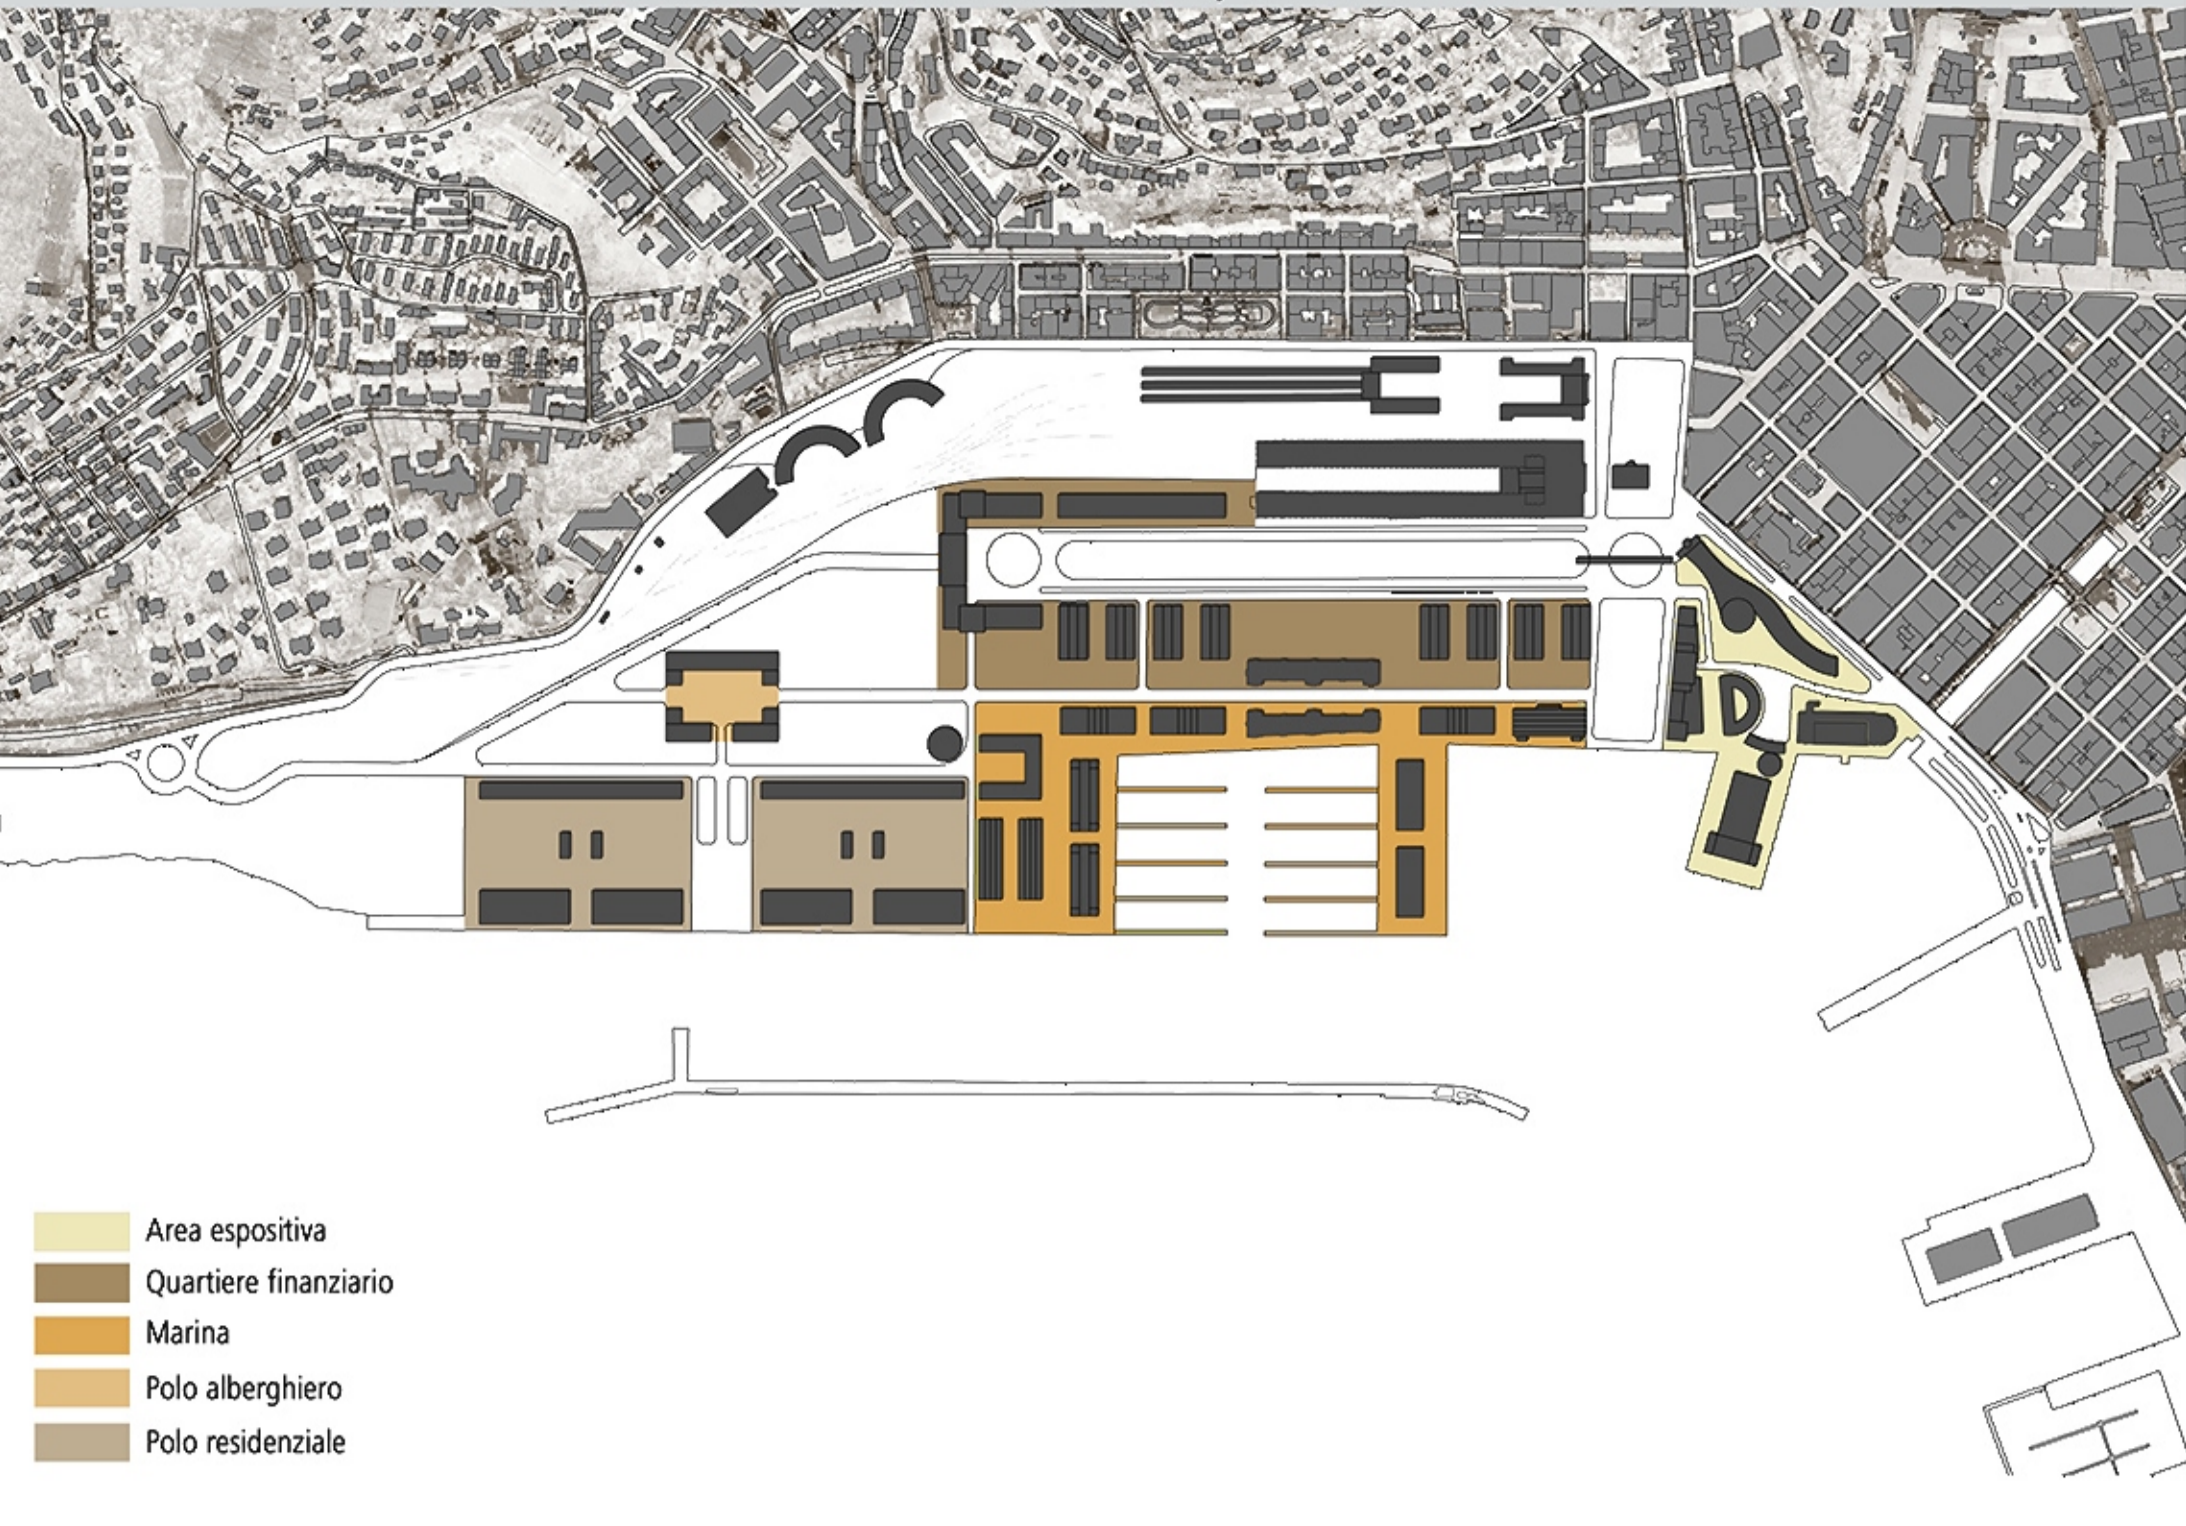 Area espositiva
Quartiere finanziario
Marina
Polo alberghiero
Polo residenziale